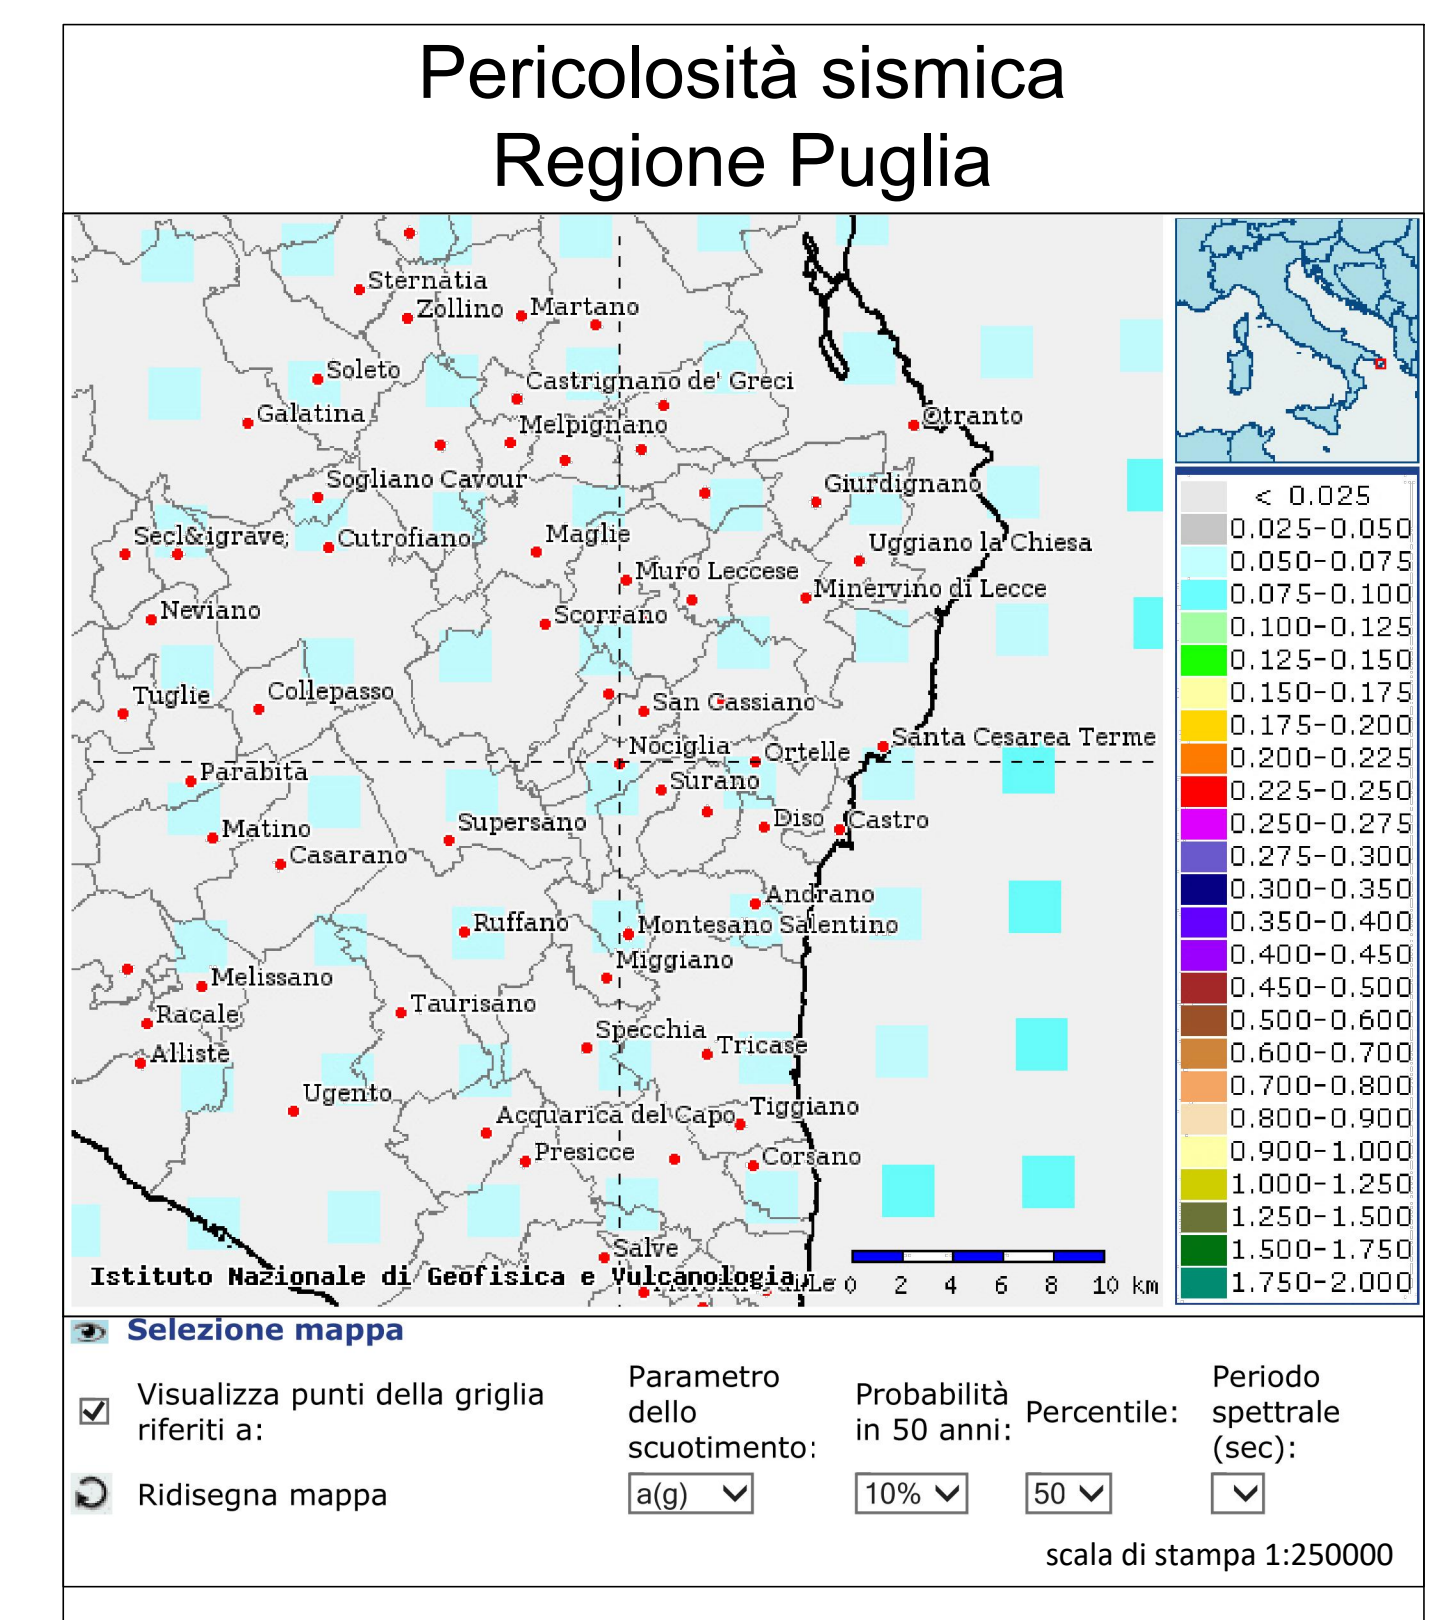 Pericolosità sismica
Regione Puglia
Sternatia
Zollino
Martano
Soleto
Castrignano de' Greci
Galatina
Melpignano
Otranto
Sogliano Cavour
Giurdignano
Secl&igrave;
Cutrofiano
Maglie
Uggiano la Chiesa
Muro Leccese
Minervino di Lecce
Neviano
Scorrano
Tuglie
Collepasso
San Cassiano
Nociglia
Ortelle
Santa Cesarea Terme
Parabita
Surano
Matino
Supersano
Diso
Castro
Casarano
Andrano
Ruffano
Montesano Salentino
Miggiano
Melissano
Taurisano
Racale
Specchia
Tricase
Alliste
Ugento
Acquarica del Capo
Tiggiano
Presicce
Corsano
Salve
Istituto Nazionale di Geofisica e Vulcanologia
0 2 4 6 8 10 km
< 0.025
0.025-0.050
0.050-0.075
0.075-0.100
0.100-0.125
0.125-0.150
0.150-0.175
0.175-0.200
0.200-0.225
0.225-0.250
0.250-0.275
0.275-0.300
0.300-0.350
0.350-0.400
0.400-0.450
0.450-0.500
0.500-0.600
0.600-0.700
0.700-0.800
0.800-0.900
0.900-1.000
1.000-1.250
1.250-1.500
1.500-1.750
1.750-2.000
Selezione mappa
Visualizza punti della griglia
riferiti a:
Parametro
dello
scuotimento:
Probabilità
in 50 anni:
Percentile:
Periodo
spettrale
(sec):
Ridisegna mappa
a(g)
10%
50
scala di stampa 1:250000